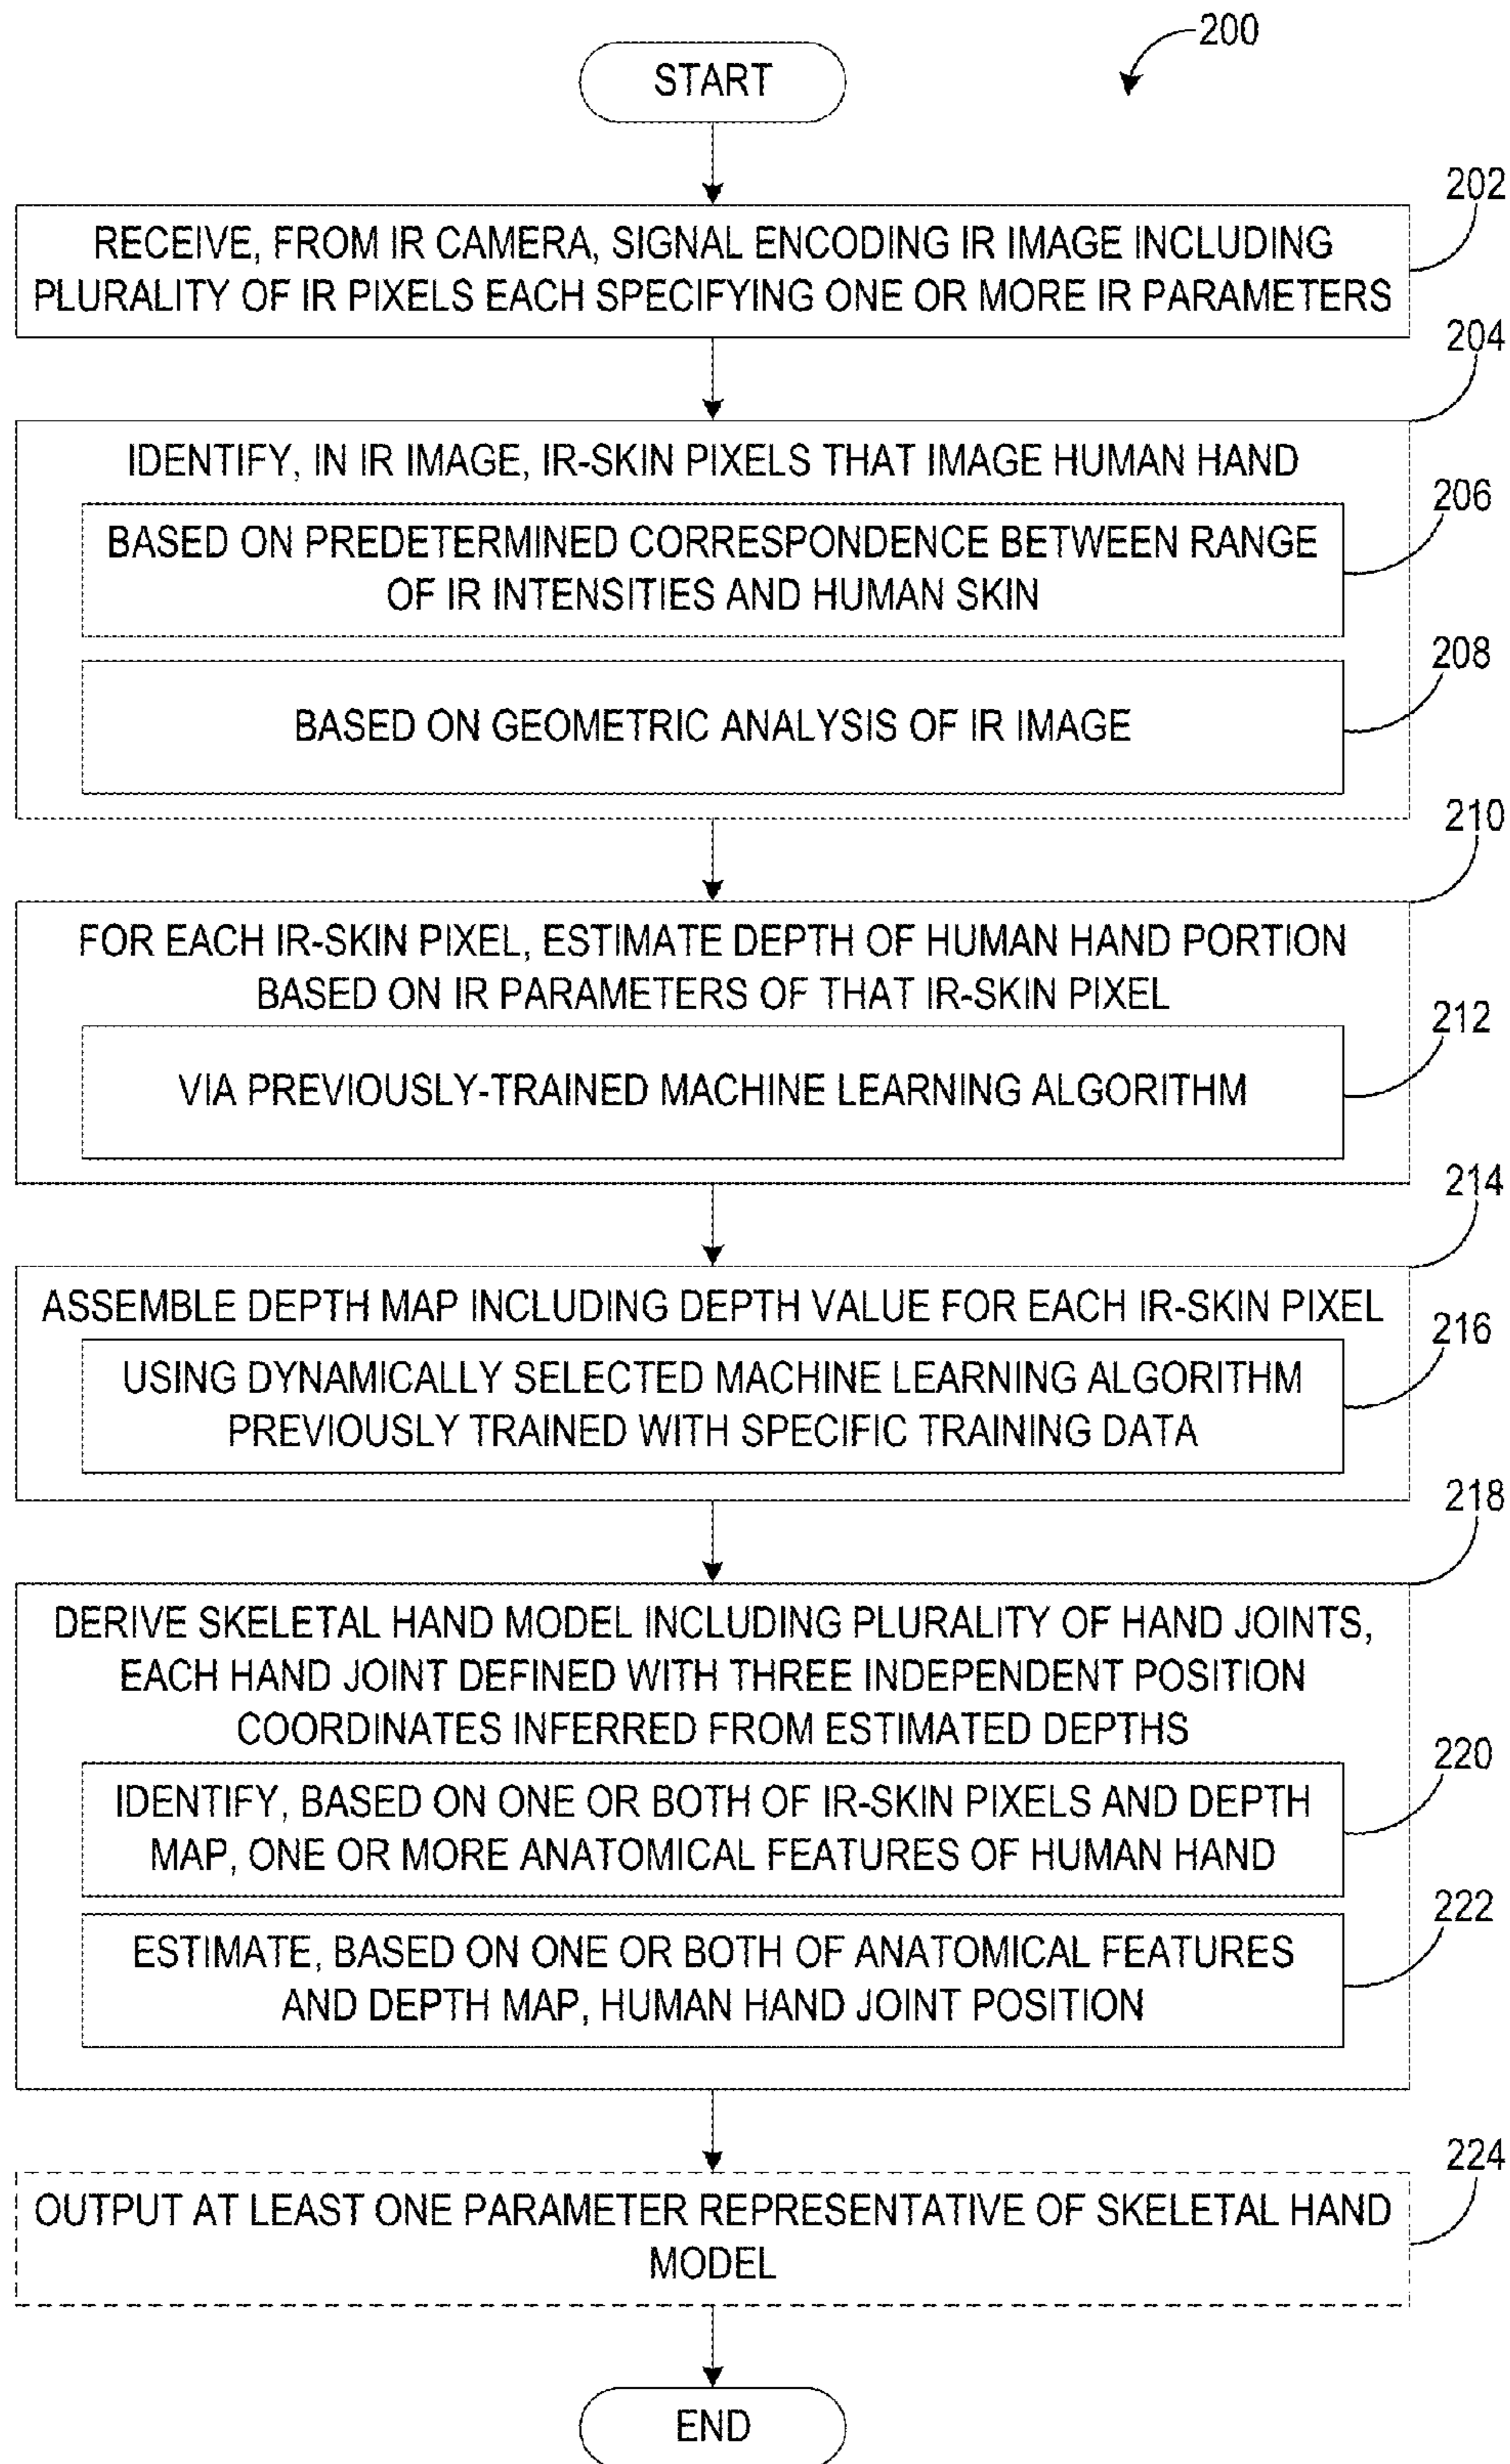 200
START
202
RECEIVE, FROM IR CAMERA, SIGNAL ENCODING IR IMAGE INCLUDING
PLURALITY OF IR PIXELS EACH SPECIFYING ONE OR MORE IR PARAMETERS
204
IDENTIFY, IN IR IMAGE, IR-SKIN PIXELS THAT IMAGE HUMAN HAND
206
BASED ON PREDETERMINED CORRESPONDENCE BETWEEN RANGE
OF IR INTENSITIES AND HUMAN SKIN
208
BASED ON GEOMETRIC ANALYSIS OF IR IMAGE
210
FOR EACH IR-SKIN PIXEL, ESTIMATE DEPTH OF HUMAN HAND PORTION
BASED ON IR PARAMETERS OF THAT IR-SKIN PIXEL
212
VIA PREVIOUSLY-TRAINED MACHINE LEARNING ALGORITHM
214
ASSEMBLE DEPTH MAP INCLUDING DEPTH VALUE FOR EACH IR-SKIN PIXEL
216
USING DYNAMICALLY SELECTED MACHINE LEARNING ALGORITHM
PREVIOUSLY TRAINED WITH SPECIFIC TRAINING DATA
218
DERIVE SKELETAL HAND MODEL INCLUDING PLURALITY OF HAND JOINTS,
EACH HAND JOINT DEFINED WITH THREE INDEPENDENT POSITION
COORDINATES INFERRED FROM ESTIMATED DEPTHS
220
IDENTIFY, BASED ON ONE OR BOTH OF IR-SKIN PIXELS AND DEPTH
MAP, ONE OR MORE ANATOMICAL FEATURES OF HUMAN HAND
222
ESTIMATE, BASED ON ONE OR BOTH OF ANATOMICAL FEATURES
AND DEPTH MAP, HUMAN HAND JOINT POSITION
224
OUTPUT AT LEAST ONE PARAMETER REPRESENTATIVE OF SKELETAL HAND
MODEL
END